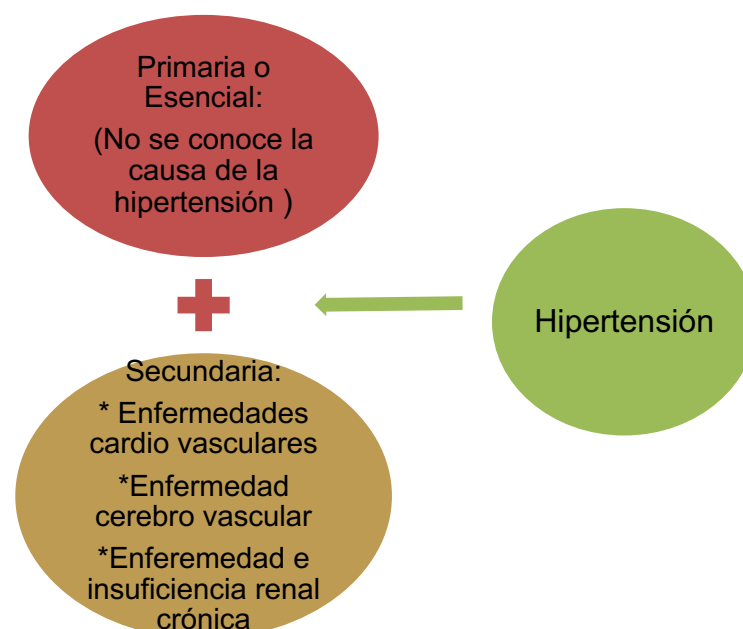 Primaria o
Esencial:
(No se conoce la
causa de la
hipertensión )
Hipertensión
Secundaria:
* Enfermedades
cardio vasculares
*Enfermedad
cerebro vascular
*Enferemedad e
insuficiencia renal
crónica